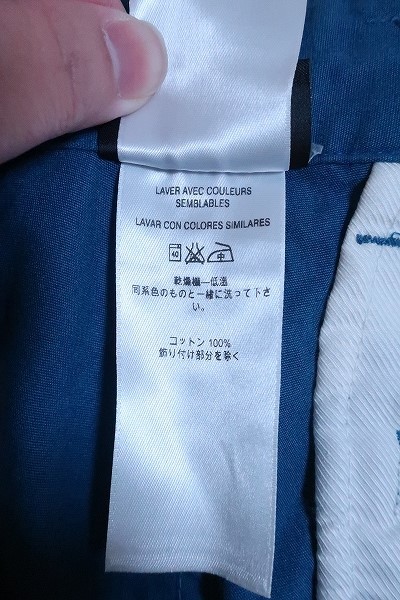 LAVER AVEC COULEURS
SEMBLABLES
LAVAR CON COLORES SIMILARES
40 中
乾燥機—低温
同系色のものと一緒に洗って下さ
い。
コットン 100%
飾り付け部分を除く